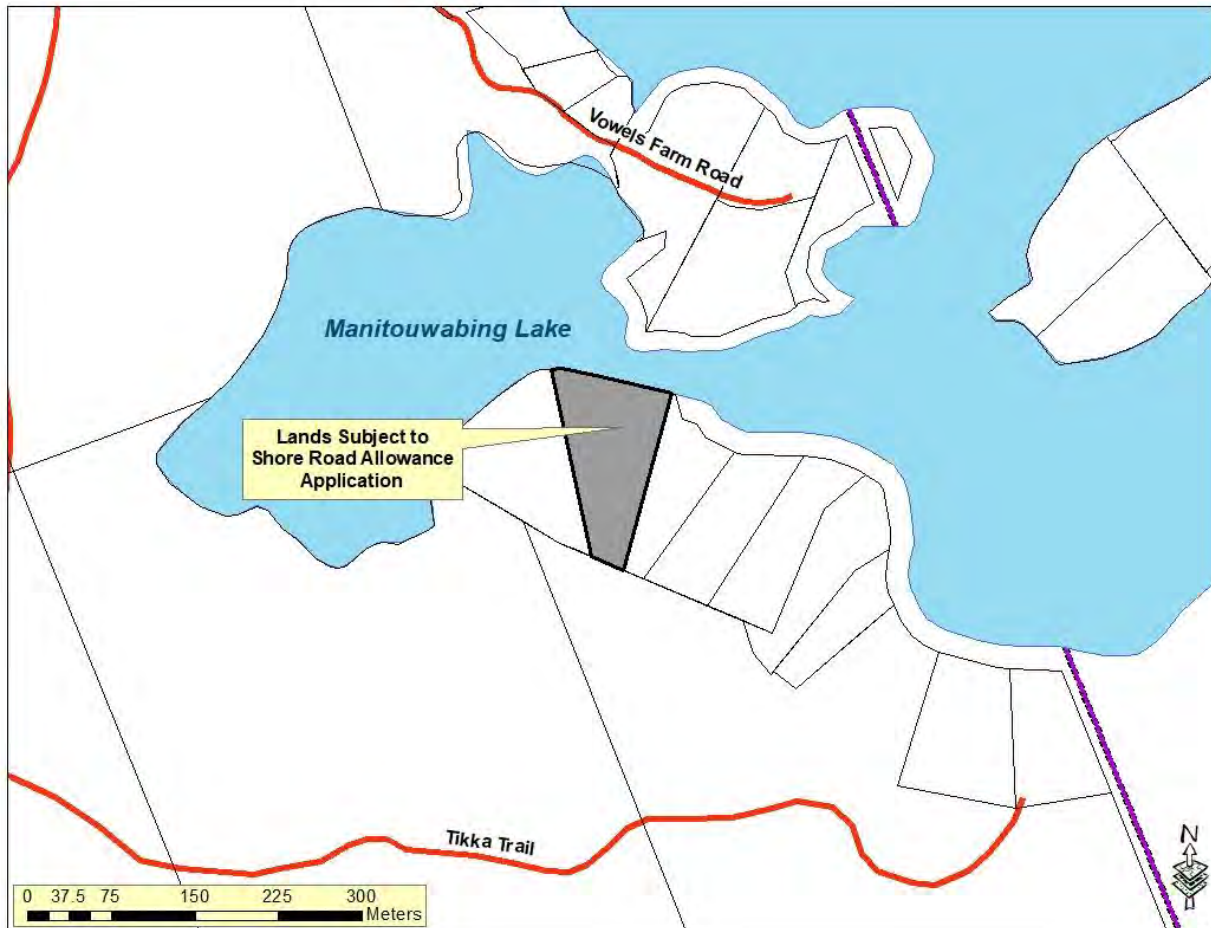 Vowels Farm Road
Manitouwabing Lake
Lands Subject to
Shore Road Allowance
Application
Tikka Trail
N
0 37.5 75 150 225 300
Meters